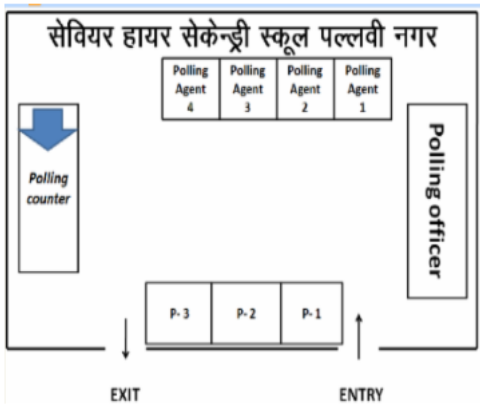 सेवियर हायर सेकेन्ड्री स्कूल पल्लवी नगर
Polling
Agent
4
Polling
Agent
3
Polling
Agent
2
Polling
Agent
1
Polling
counter
Polling officer
P- 3
P- 2
P- 1
EXIT
ENTRY